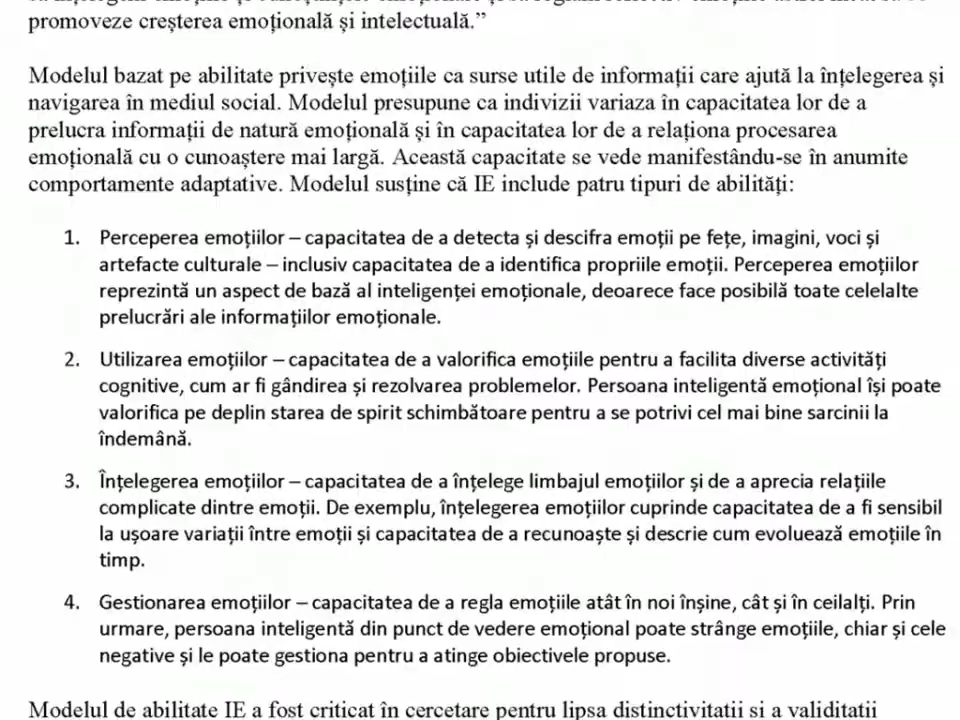 promoveze creșterea emoțională și intelectuală.”
Modelul bazat pe abilitate privește emoțiile ca surse utile de informații care ajută la înțelegerea și
navigarea în mediul social. Modelul presupune ca indivizii variaza în capacitatea lor de a
prelucra informații de natură emoțională și în capacitatea lor de a relaționa procesarea
emoțională cu o cunoaștere mai largă. Această capacitate se vede manifestându-se în anumite
comportamente adaptative. Modelul susține că IE include patru tipuri de abilități:
1. Perceperea emoțiilor – capacitatea de a detecta și descifra emoții pe fețe, imagini, voci și
artefacte culturale – inclusiv capacitatea de a identifica propriile emoții. Perceperea emoțiilor
reprezintă un aspect de bază al inteligenței emoționale, deoarece face posibilă toate celelalte
prelucrări ale informațiilor emoționale.
2. Utilizarea emoțiilor – capacitatea de a valorifica emoțiile pentru a facilita diverse activități
cognitive, cum ar fi gândirea și rezolvarea problemelor. Persoana inteligentă emoțional își poate
valorifica pe deplin starea de spirit schimbătoare pentru a se potrivi cel mai bine sarcinii la
îndemână.
3. Înțelegerea emoțiilor – capacitatea de a înțelege limbajul emoțiilor și de a aprecia relațiile
complicate dintre emoții. De exemplu, înțelegerea emoțiilor cuprinde capacitatea de a fi sensibil
la ușoare variații între emoții și capacitatea de a recunoaște și descrie cum evoluează emoțiile în
timp.
4. Gestionarea emoțiilor – capacitatea de a regla emoțiile atât în noi înșine, cât și în ceilalți. Prin
urmare, persoana inteligentă din punct de vedere emoțional poate strânge emoțiile, chiar și cele
negative și le poate gestiona pentru a atinge obiectivele propuse.
Modelul de abilitate IE a fost criticat în cercetare pentru lipsa distinctivității și a validității